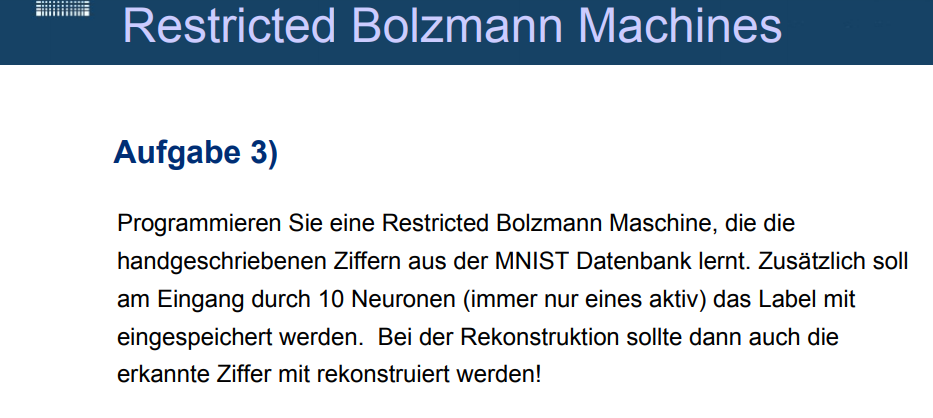 Restricted Bolzmann Machines
Aufgabe 3)
Programmieren Sie eine Restricted Bolzmann Maschine, die die
handgeschriebenen Ziffern aus der MNIST Datenbank lernt. Zusätzlich soll
am Eingang durch 10 Neuronen (immer nur eines aktiv) das Label mit
eingespeichert werden.  Bei der Rekonstruktion sollte dann auch die
erkannte Ziffer mit rekonstruiert werden!